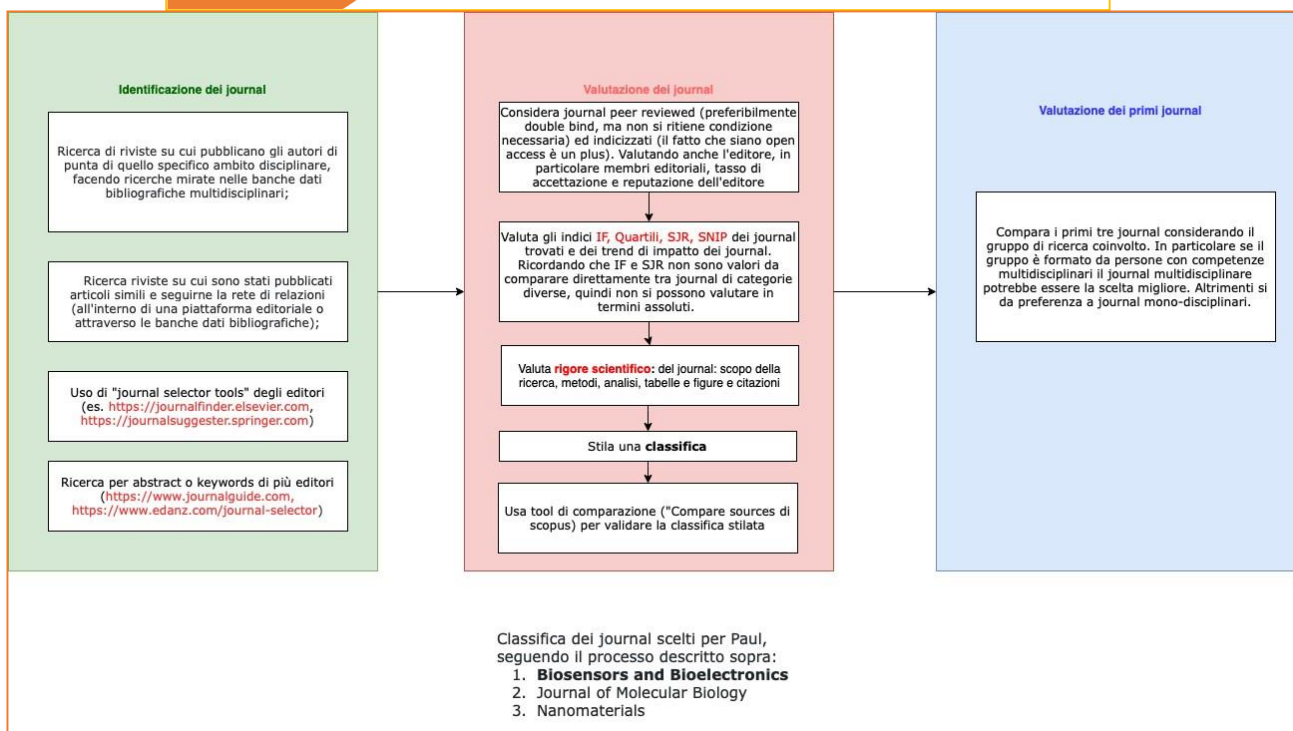 Identificazione dei journal
Ricerca di riviste su cui pubblicano gli autori di
punta di quello specifico ambito disciplinare,
facendo ricerche mirate nelle banche dati
bibliografiche multidisciplinari;
Ricerca riviste su cui sono stati pubblicati
articoli simili e seguirne la rete di relazioni
(all'interno di una piattaforma editoriale o
attraverso le banche dati bibliografiche);
Uso di "journal selector tools" degli editori
(es. https://journalfinder.elsevier.com,
https://journalsuggester.springer.com)
Ricerca per abstract o keywords di più editori
(https://www.journalguide.com,
https://www.edanz.com/journal-selector)
Valutazione dei journal
Considera journal peer reviewed (preferibilmente
double bind, ma non si ritiene condizione
necessaria) ed indicizzati (il fatto che siano open
access è un plus). Valutando anche l'editore, in
particolare membri editoriali, tasso di
accettazione e reputazione dell'editore
Valuta gli indici IF, Quartili, SJR, SNIP dei journal
trovati e dei trend di impatto dei journal.
Ricordando che IF e SJR non sono valori da
comparare direttamente tra journal di categorie
diverse, quindi non si possono valutare in
termini assoluti.
Valuta rigore scientifico: del journal: scopo della
ricerca, metodi, analisi, tabelle e figure e citazioni
Stila una classifica
Usa tool di comparazione ("Compare sources di
scopus) per validare la classifica stilata
Valutazione dei primi journal
Compara i primi tre journal considerando il
gruppo di ricerca coinvolto. In particolare se il
gruppo è formato da persone con competenze
multidisciplinari il journal multidisciplinare
potrebbe essere la scelta migliore. Altrimenti si
da preferenza a journal mono-disciplinari.
Classifica dei journal scelti per Paul,
seguendo il processo descritto sopra:
1. Biosensors and Bioelectronics
2. Journal of Molecular Biology
3. Nanomaterials